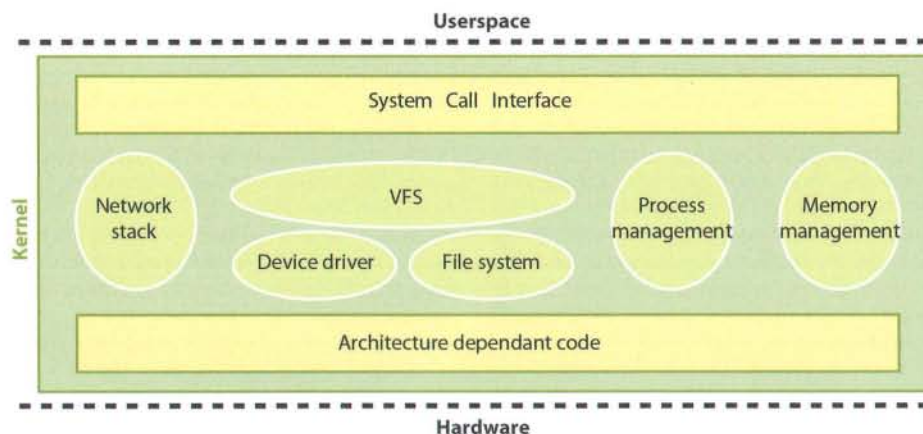 Userspace
System Call Interface
Kernel
Network
stack
VFS
Device driver
File system
Process
management
Memory
management
Architecture dependant code
Hardware